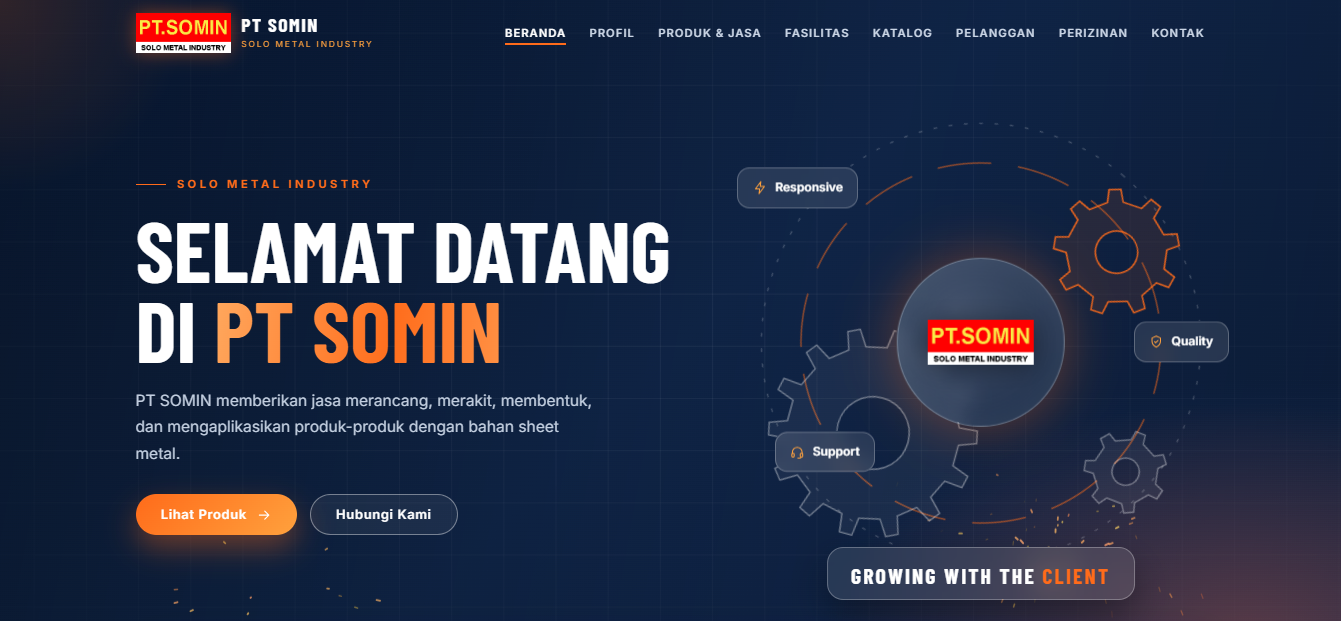 PT.SOMIN
SOLO METAL INDUSTRY
PT SOMIN
SOLO METAL INDUSTRY
BERANDA PROFIL PRODUK & JASA FASILITAS KATALOG PELANGGAN PERIZINAN KONTAK
SOLO METAL INDUSTRY
SELAMAT DATANG
DI PT SOMIN
PT SOMIN memberikan jasa merancang, merakit, membentuk,
dan mengaplikasikan produk-produk dengan bahan sheet
metal.
Lihat Produk →
Hubungi Kami
Responsive
PT.SOMIN
SOLO METAL INDUSTRY
Quality
Support
GROWING WITH THE CLIENT